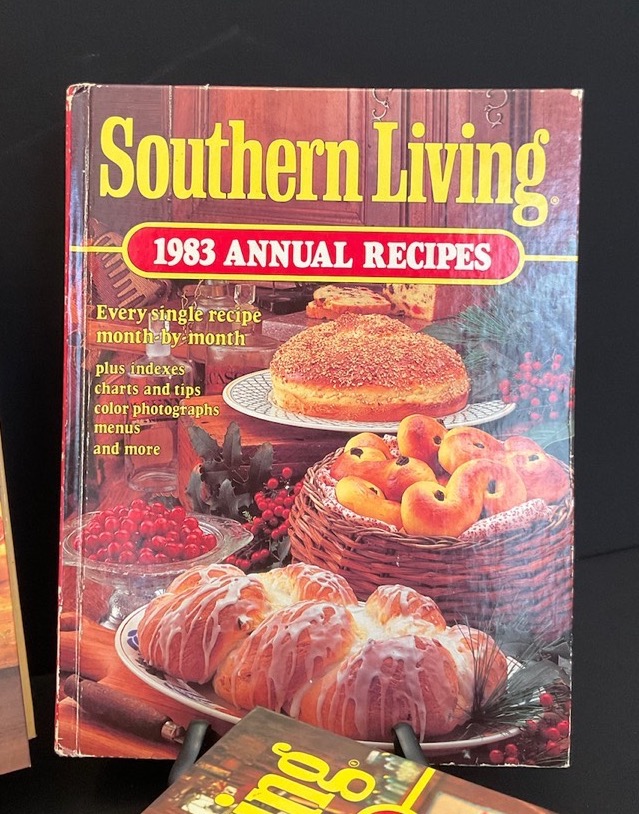 Southern Living®
1983 ANNUAL RECIPES
Every single recipe
month-by-month
plus indexes
charts and tips
color photographs
menus
and more
ing®